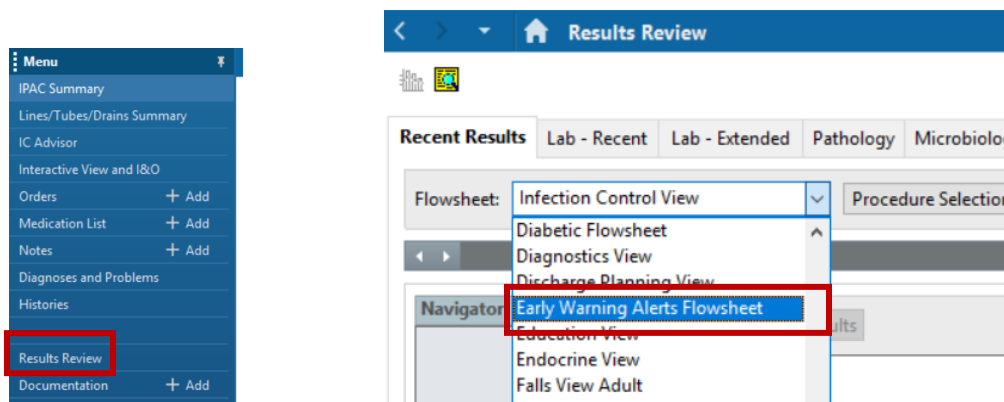 Menu
IPAC Summary
Lines/Tubes/Drains Summary
IC Advisor
Interactive View and I&O
Orders + Add
Medication List + Add
Notes + Add
Diagnoses and Problems
Histories
Results Review
Documentation + Add
Results Review
Recent Results Lab - Recent Lab - Extended Pathology Microbiolo
Flowsheet: Infection Control View Procedure Selection
Diabetic Flowsheet
Diagnostics View
Discharge Planning View
Navigator Early Warning Alerts Flowsheet
Education View ults
Endocrine View
Falls View Adult